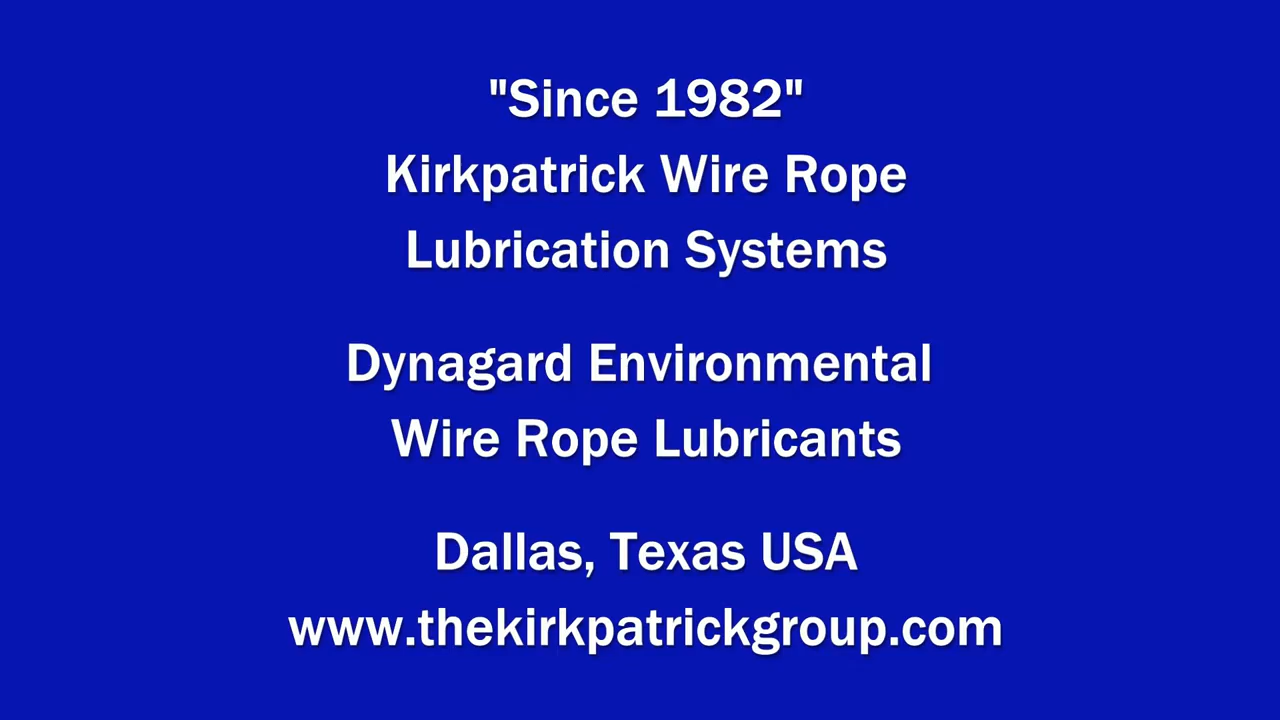 "Since 1982"
Kirkpatrick Wire Rope
Lubrication Systems
Dynagard Environmental
Wire Rope Lubricants
Dallas, Texas USA
www.thekirkpatrickgroup.com